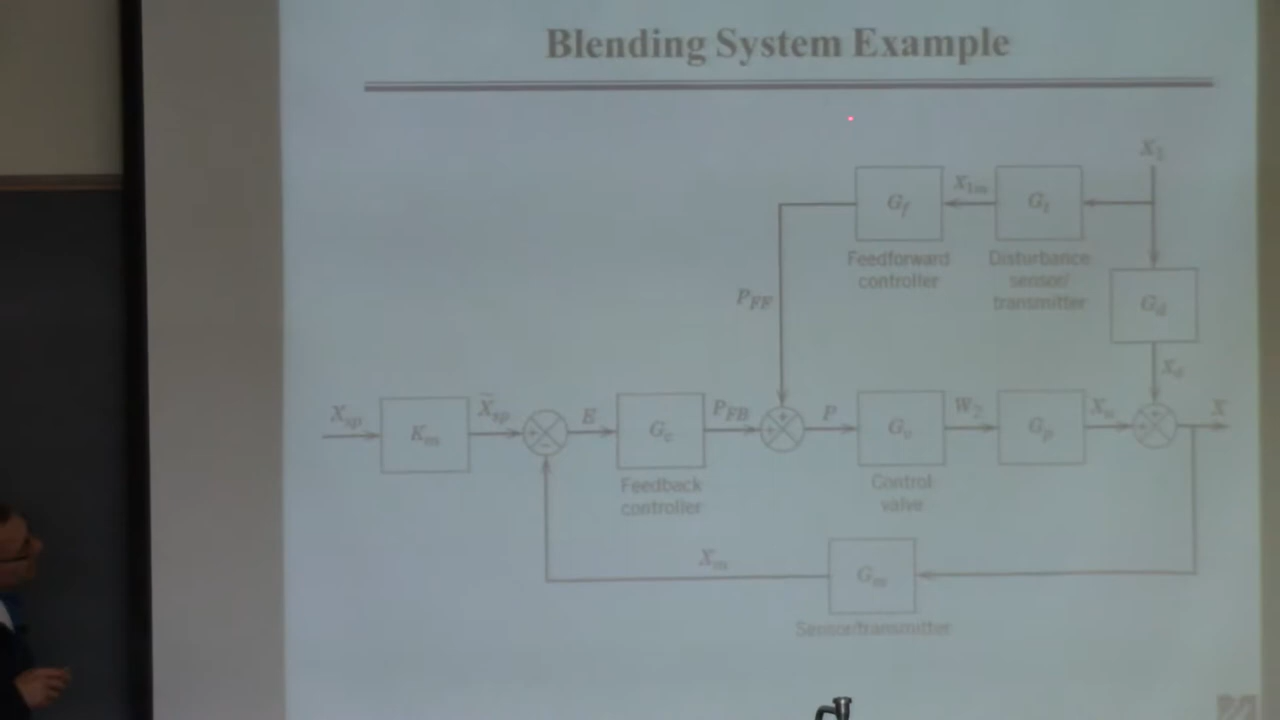 Blending System Example
X₁
G_f
X₁ₘ
G_t
Feedforward
controller
Disturbance
sensor/
transmitter
G_d
P_FF
X_d
X_sp
K_m
X̃_sp
E
G_c
P_FB
P
G_v
W₂
G_p
X_u
X
Feedback
controller
Control
valve
X_m
G_m
Sensor/transmitter